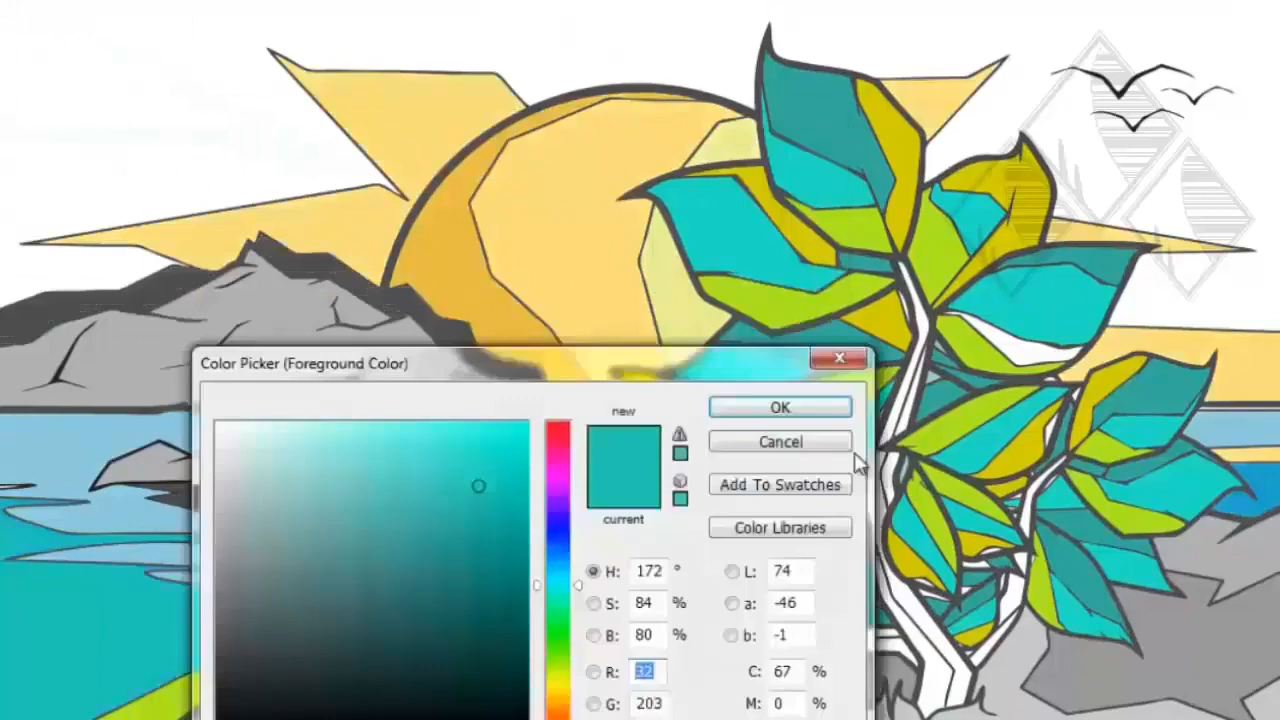 Color Picker (Foreground Color)
new
OK
Cancel
Add To Swatches
current
Color Libraries
H: 172 °
L: 74
S: 84 %
a: -46
B: 80 %
b: -1
R: 32
C: 67 %
G: 203
M: 0 %